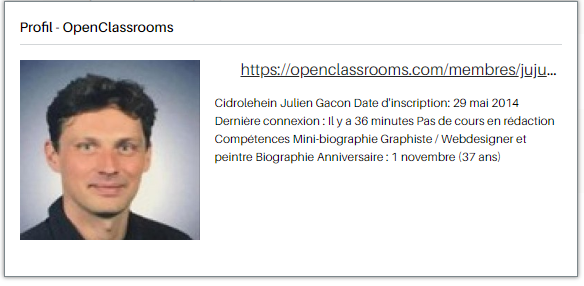 Profil - OpenClassrooms
https://openclassrooms.com/membres/juju...
Cidrolehein Julien Gacon Date d'inscription: 29 mai 2014
Dernière connexion : Il y a 36 minutes Pas de cours en rédaction
Compétences Mini-biographie Graphiste / Webdesigner et
peintre Biographie Anniversaire : 1 novembre (37 ans)